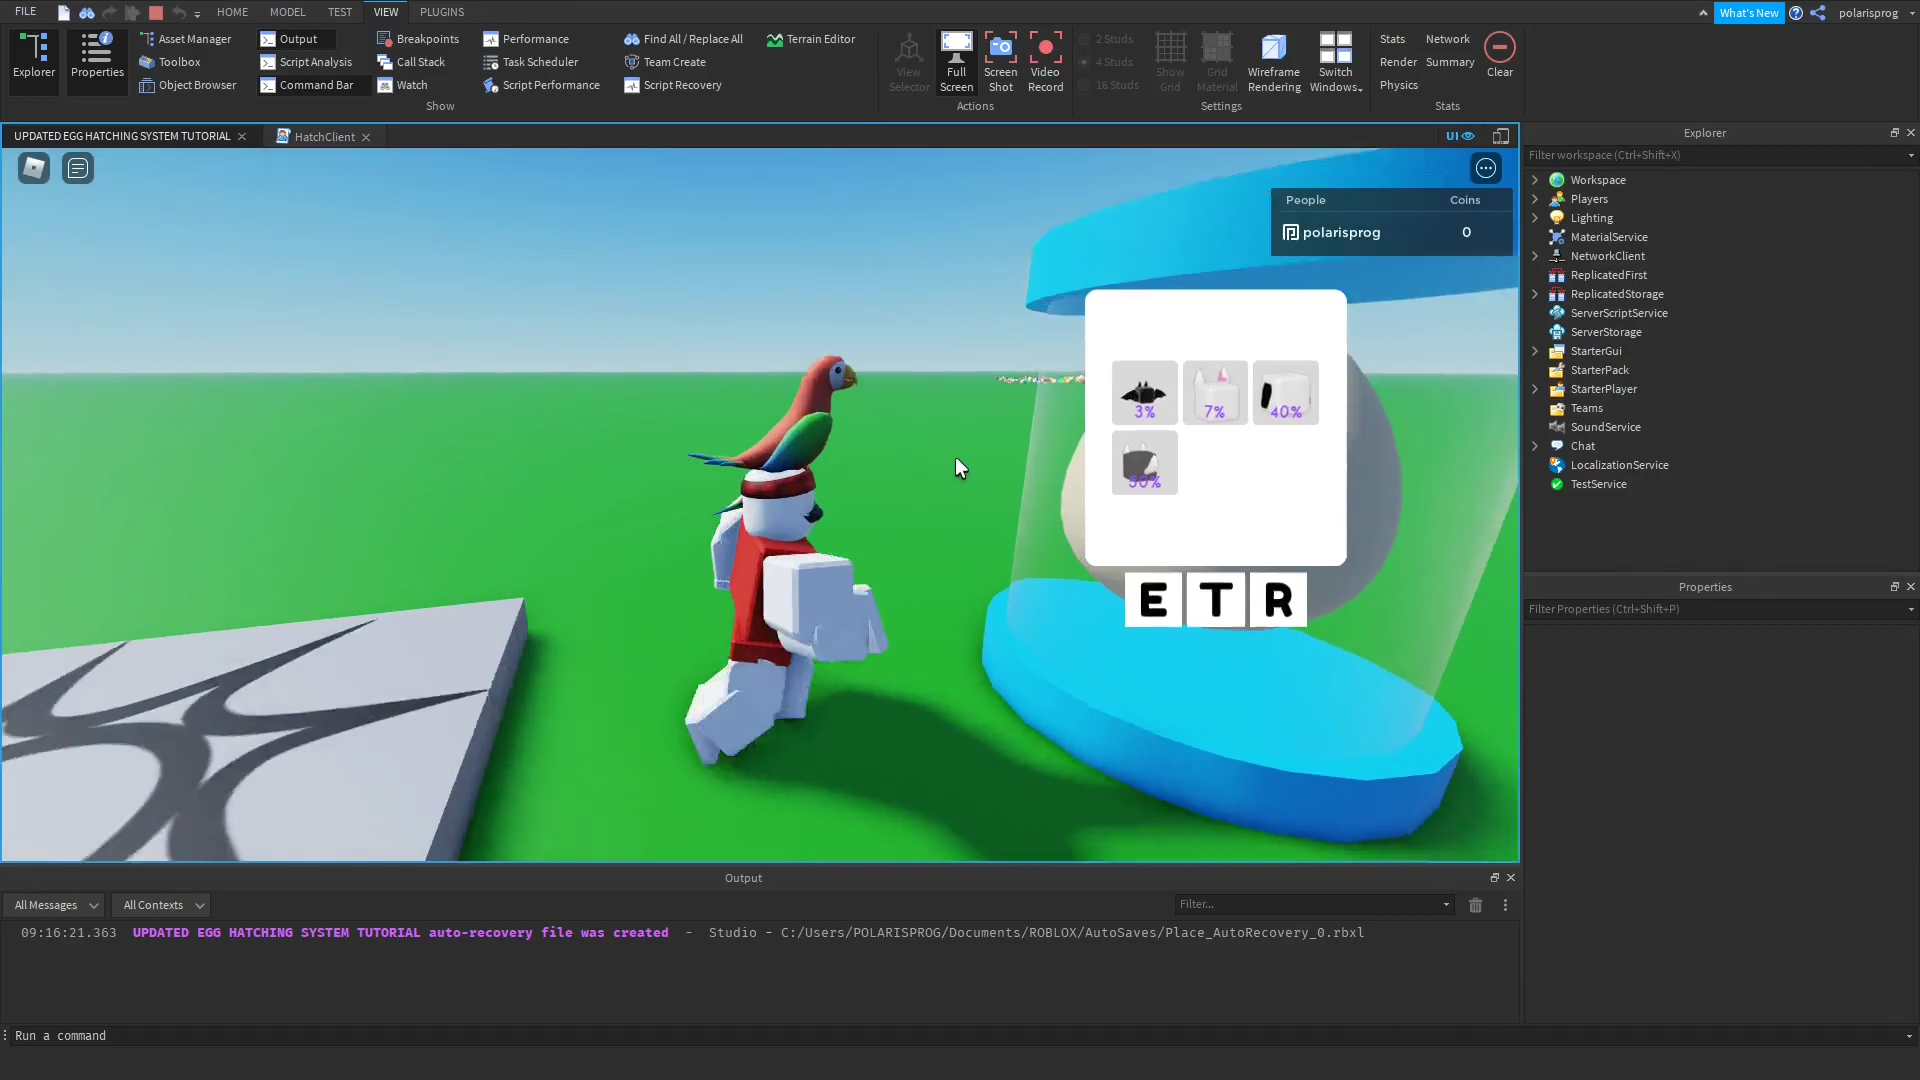 FILE HOME MODEL TEST VIEW PLUGINS What's New polarisprog
Explorer Properties Asset Manager Toolbox Object Browser Output Script Analysis Command Bar Breakpoints Call Stack Watch Performance Task Scheduler Script Performance Find All / Replace All Team Create Script Recovery Terrain Editor
Show
View Selector Full Screen Screen Shot Video Record
Actions
2 Studs 4 Studs 16 Studs Show Grid Grid Material Wireframe Rendering Switch Windows
Settings
Stats Render Physics Network Summary Clear
Stats
UPDATED EGG HATCHING SYSTEM TUTORIAL HatchClient UI
People Coins
polarisprog 0
3% 7% 40%
50%
E T R
Explorer
Filter workspace (Ctrl+Shift+X)
Workspace
Players
Lighting
MaterialService
NetworkClient
ReplicatedFirst
ReplicatedStorage
ServerScriptService
ServerStorage
StarterGui
StarterPack
StarterPlayer
Teams
SoundService
Chat
LocalizationService
TestService
Properties
Filter Properties (Ctrl+Shift+P)
Output
All Messages All Contexts Filter...
09:16:21.363 UPDATED EGG HATCHING SYSTEM TUTORIAL auto-recovery file was created - Studio - C:/Users/POLARISPROG/Documents/ROBLOX/AutoSaves/Place_AutoRecovery_0.rbxl
Run a command